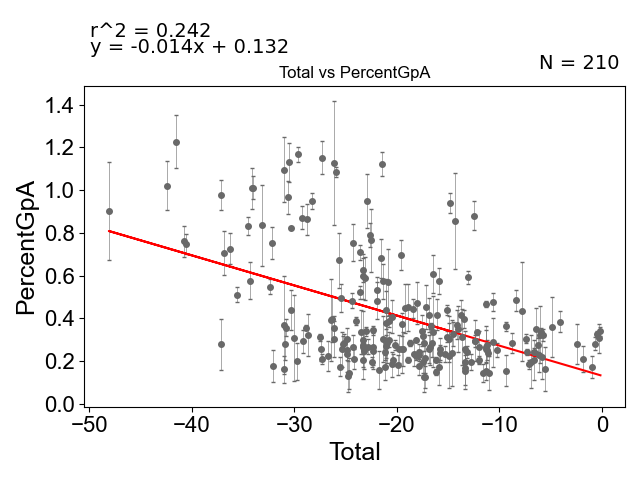 r^2 = 0.242
y = -0.014x + 0.132
N = 210
Total vs PercentGpA
1.4
1.2
1.0
0.8
0.6
0.4
0.2
0.0
PercentGpA
−50 −40 −30 −20 −10 0
Total